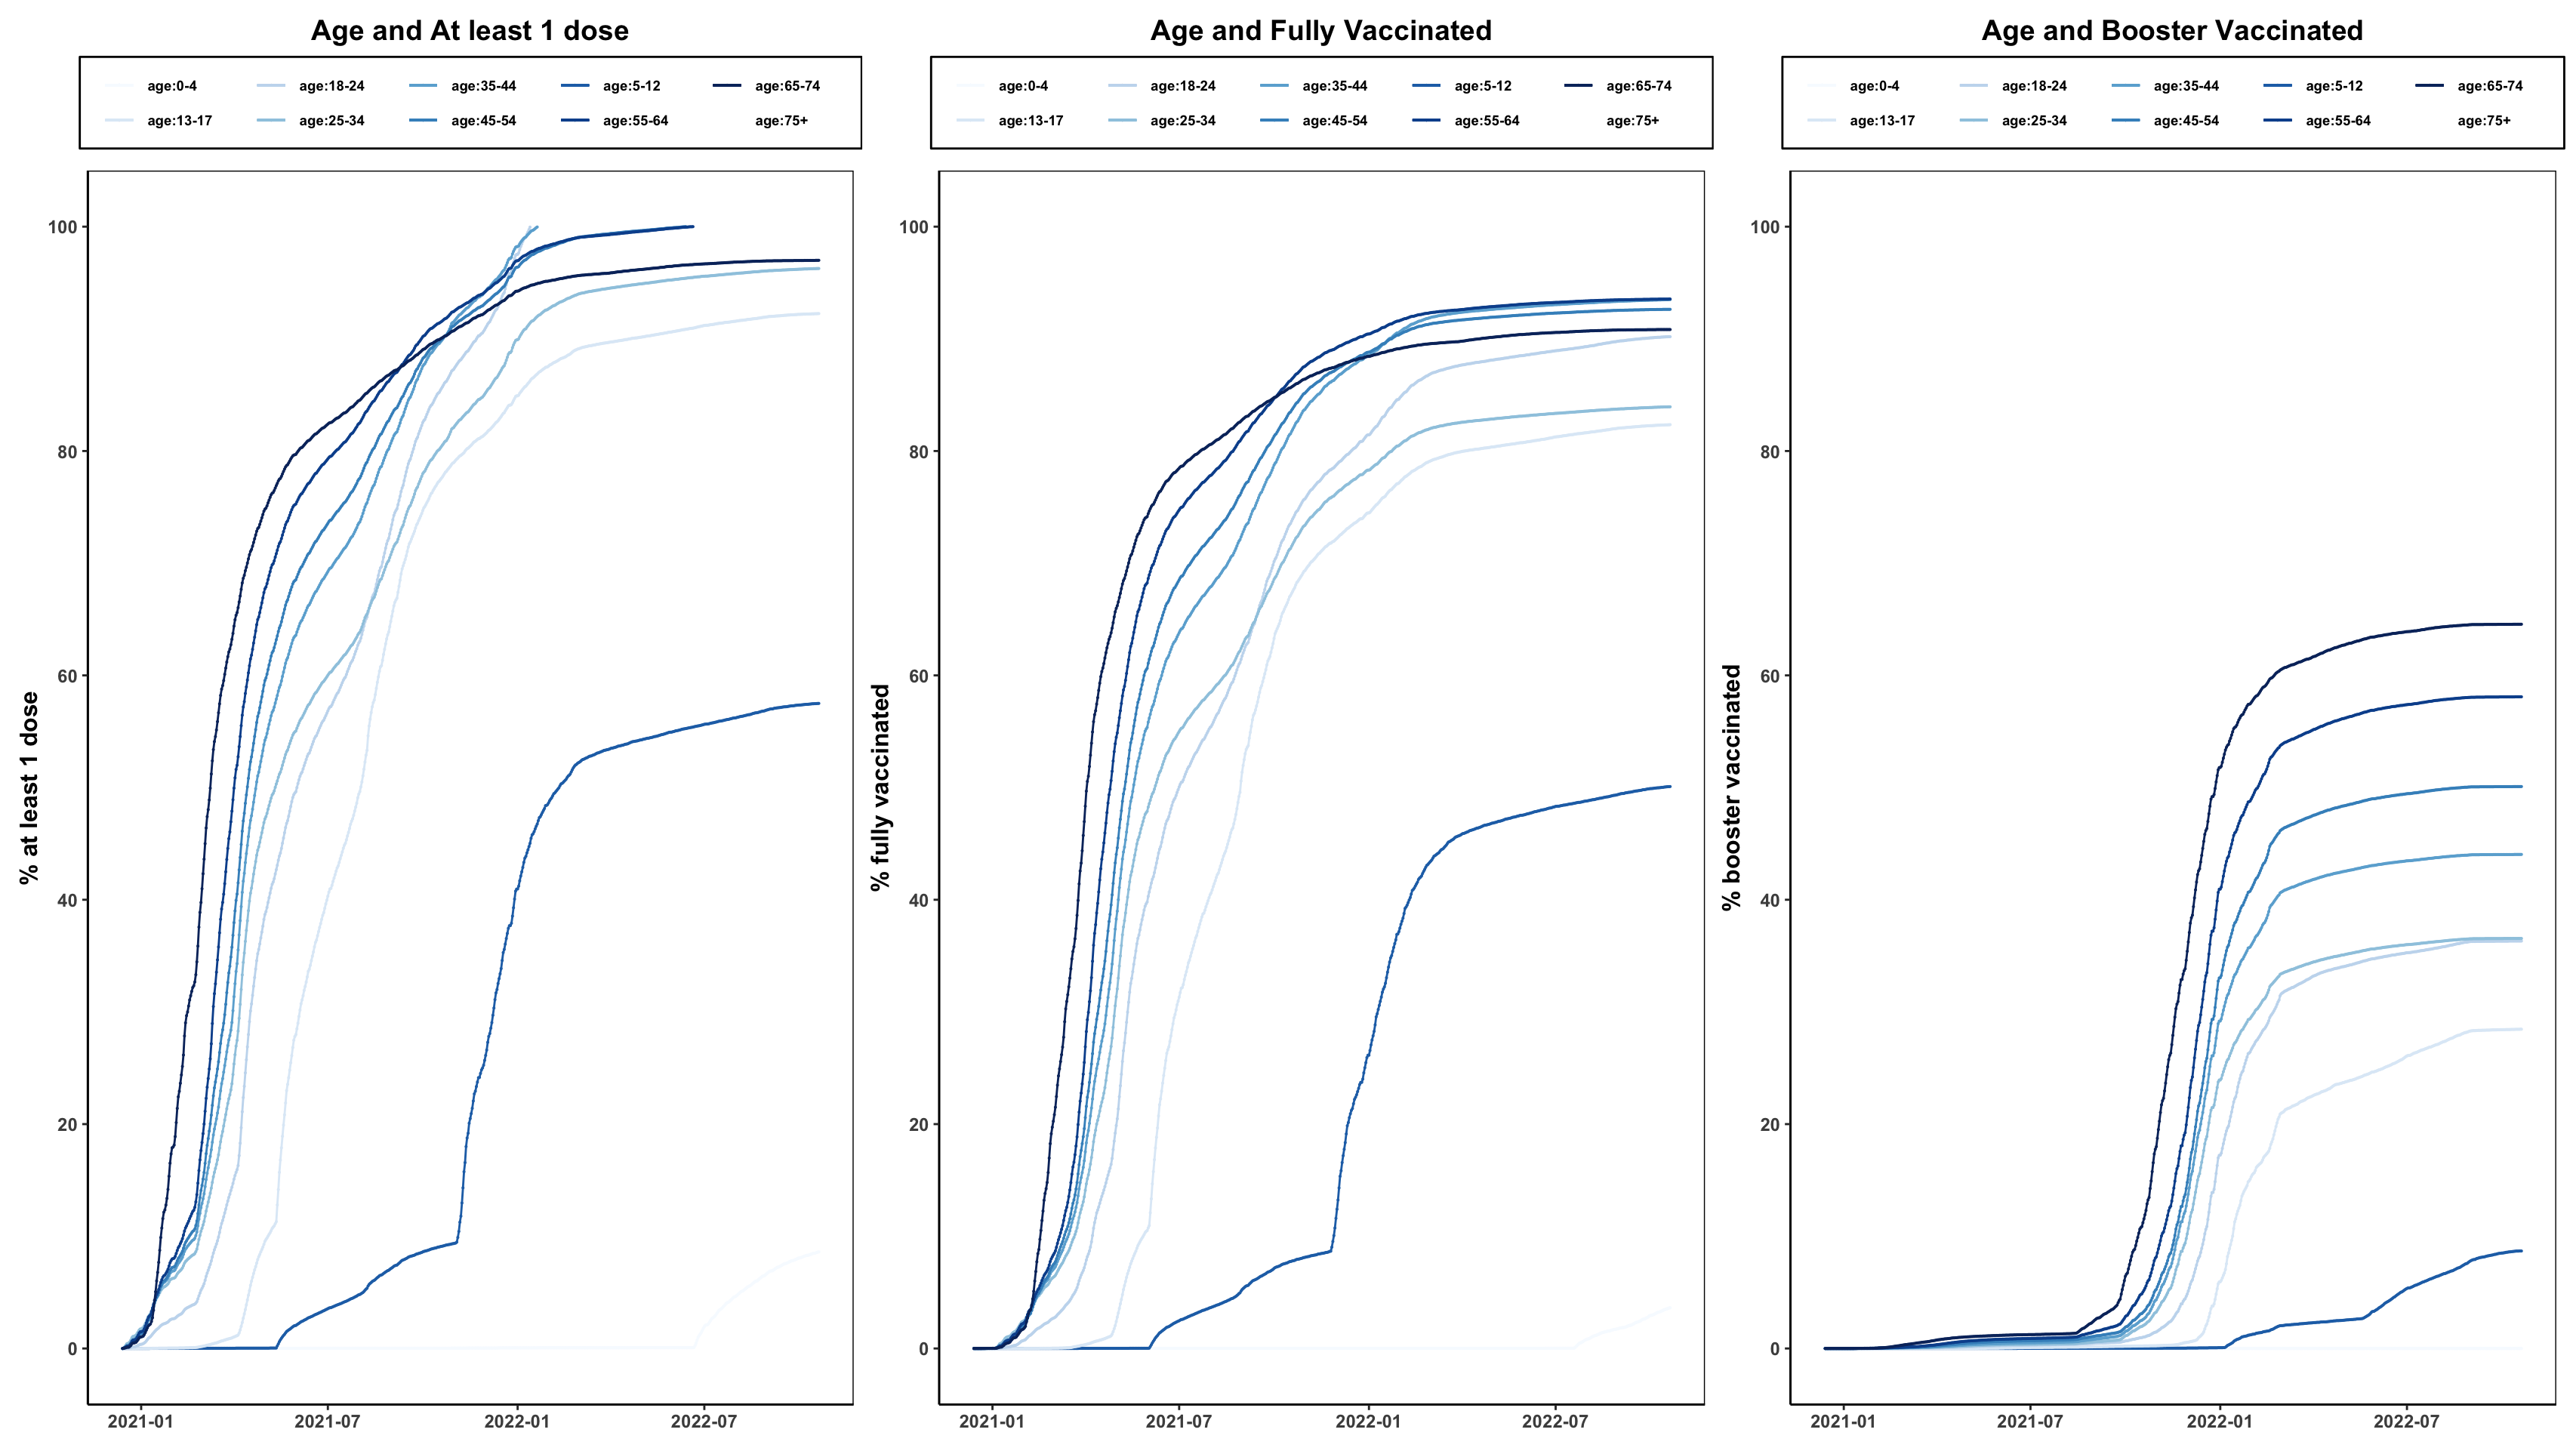 Age and At least 1 dose
age:0-4 age:18-24 age:35-44 age:5-12 age:65-74
age:13-17 age:25-34 age:45-54 age:55-64 age:75+
% at least 1 dose
100
80
60
40
20
0
2021-01 2021-07 2022-01 2022-07
Age and Fully Vaccinated
age:0-4 age:18-24 age:35-44 age:5-12 age:65-74
age:13-17 age:25-34 age:45-54 age:55-64 age:75+
% fully vaccinated
100
80
60
40
20
0
2021-01 2021-07 2022-01 2022-07
Age and Booster Vaccinated
age:0-4 age:18-24 age:35-44 age:5-12 age:65-74
age:13-17 age:25-34 age:45-54 age:55-64 age:75+
% booster vaccinated
100
80
60
40
20
0
2021-01 2021-07 2022-01 2022-07